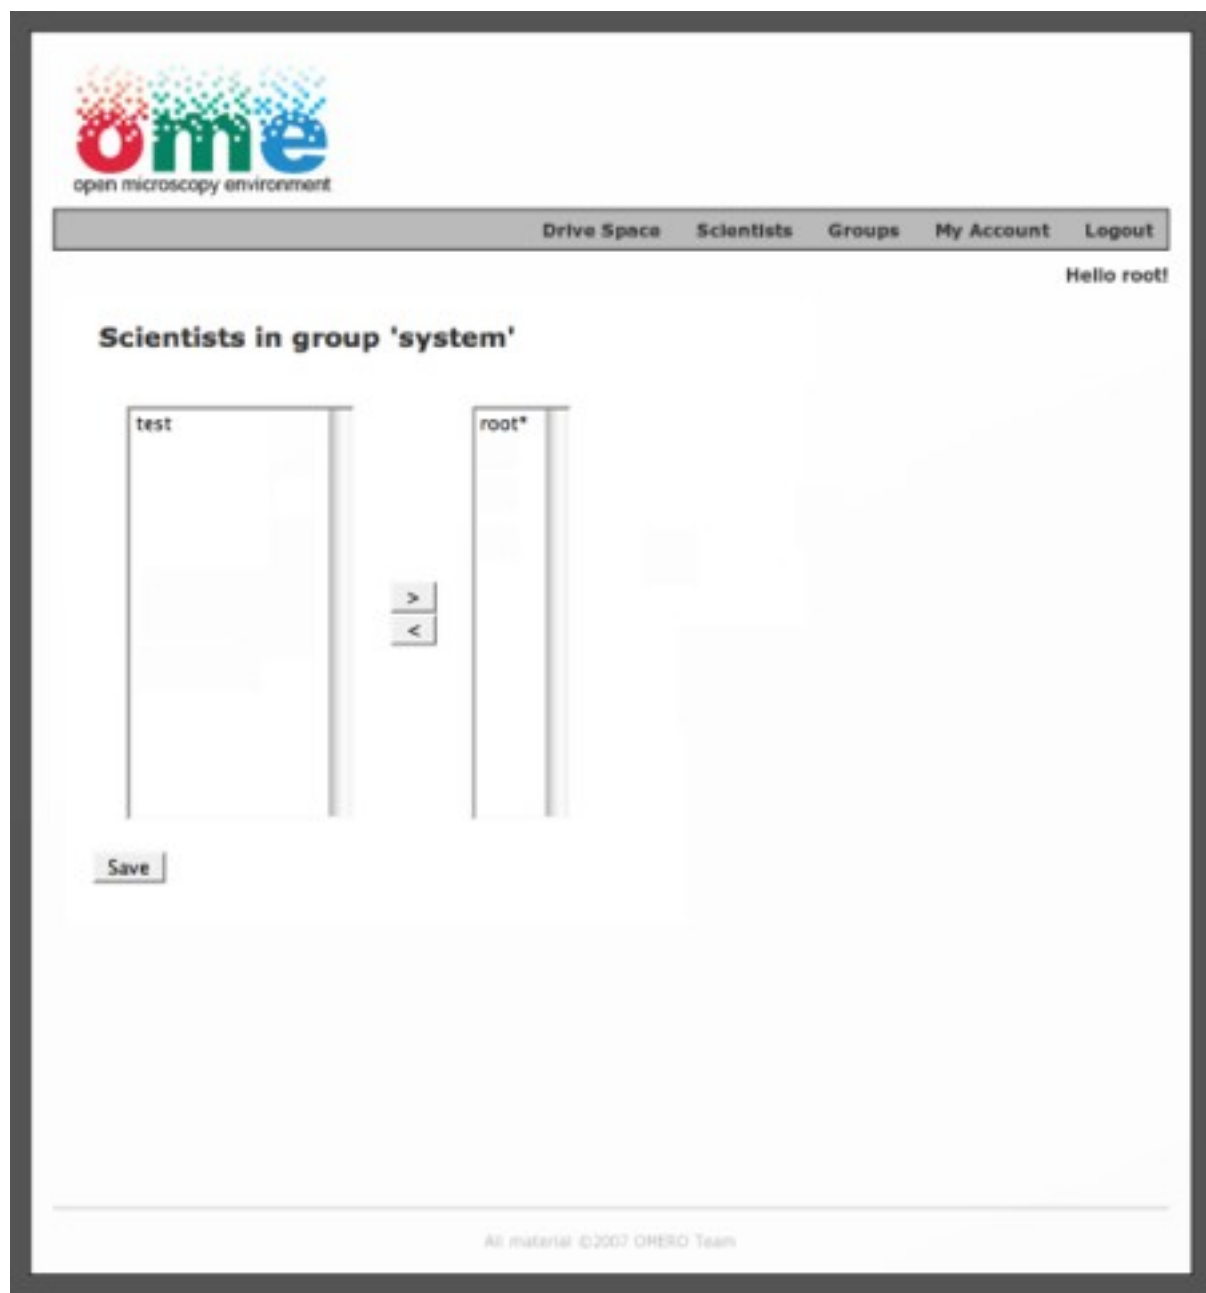 ome
open microscopy environment
Drive Space Scientists Groups My Account Logout
Hello root!
Scientists in group 'system'
test root*
>
<
Save
All material ©2007 OMERO Team